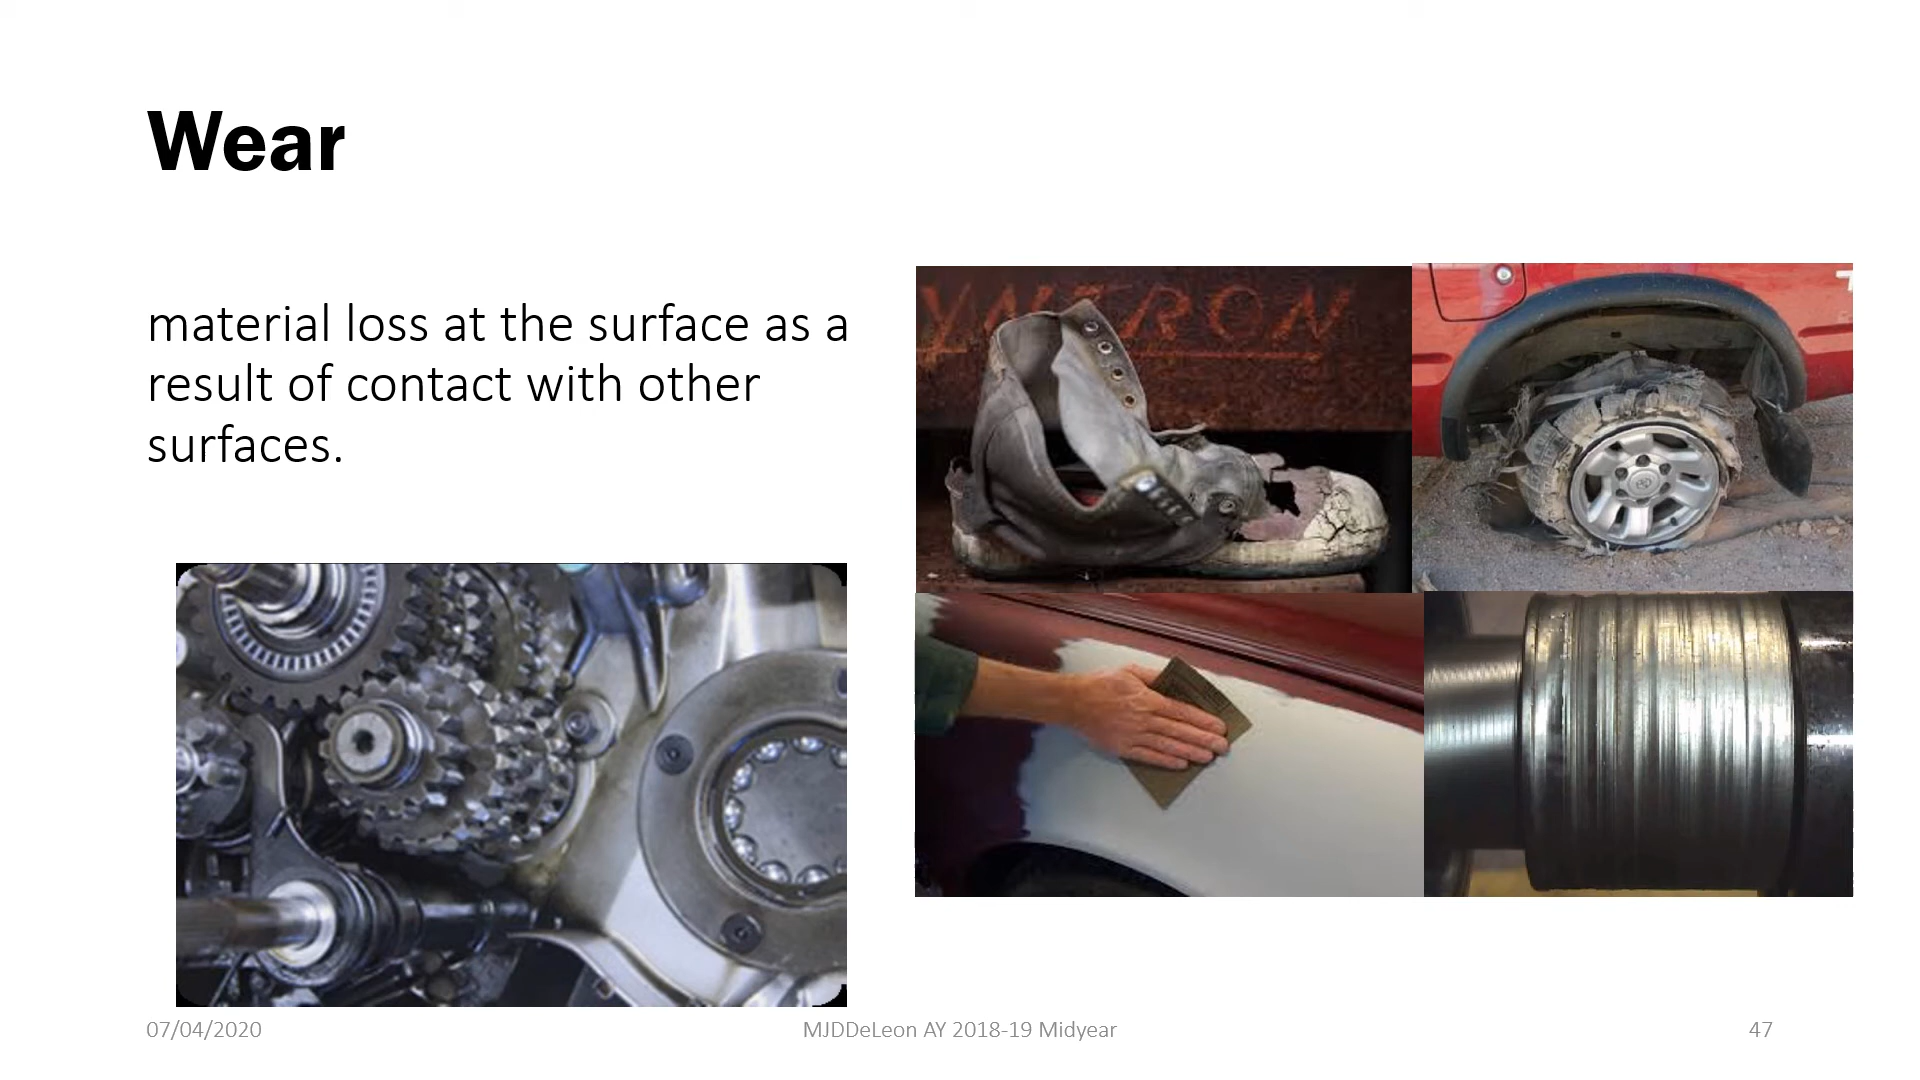 Wear
material loss at the surface as a
result of contact with other
surfaces.
07/04/2020
MJDDeLeon AY 2018-19 Midyear
47